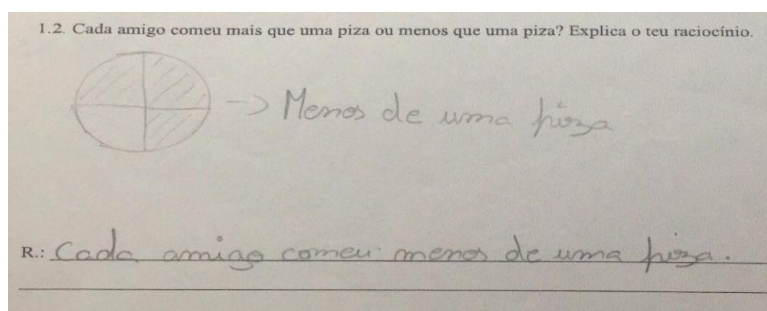 1.2. Cada amigo comeu mais que uma piza ou menos que uma piza? Explica o teu raciocínio.
-> Menos de uma piza
R.: Cada amigo comeu menos de uma piza.